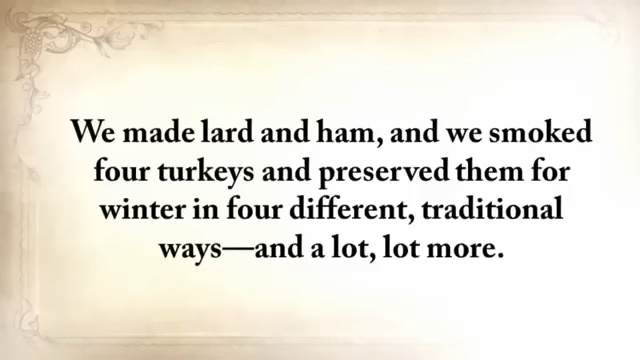 We made lard and ham, and we smoked
four turkeys and preserved them for
winter in four different, traditional
ways—and a lot, lot more.